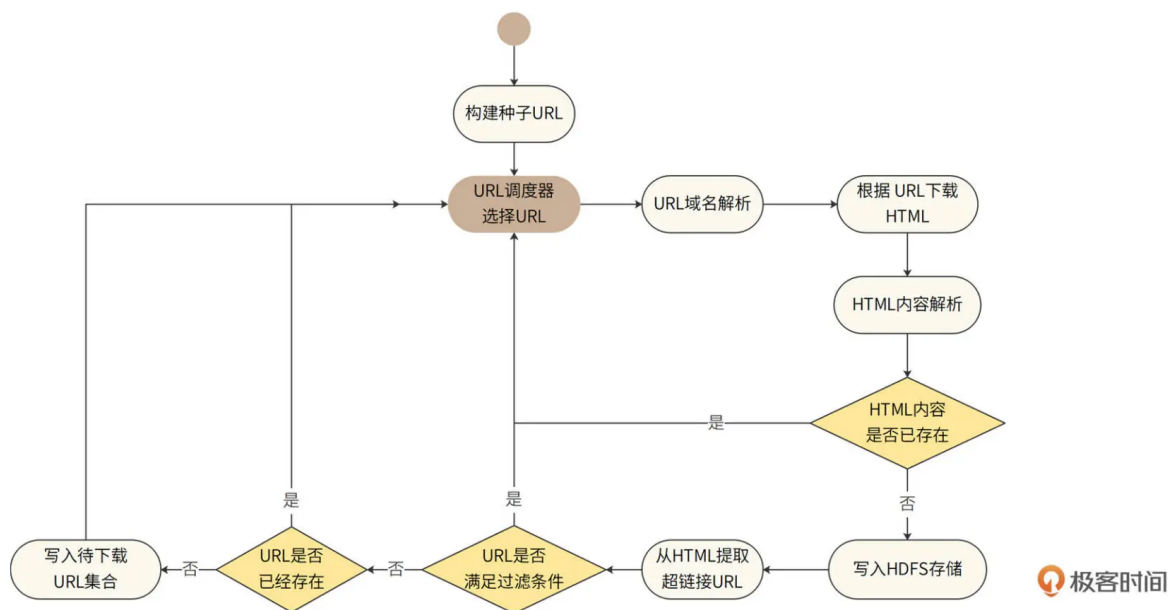 构建种子URL
URL调度器
选择URL
URL域名解析
根据 URL下载
HTML
HTML内容解析
HTML内容
是否已存在
是
否
写入HDFS存储
从HTML提取
超链接URL
URL是否
满足过滤条件
是
否
URL是否
已经存在
是
否
写入待下载
URL集合
极客时间